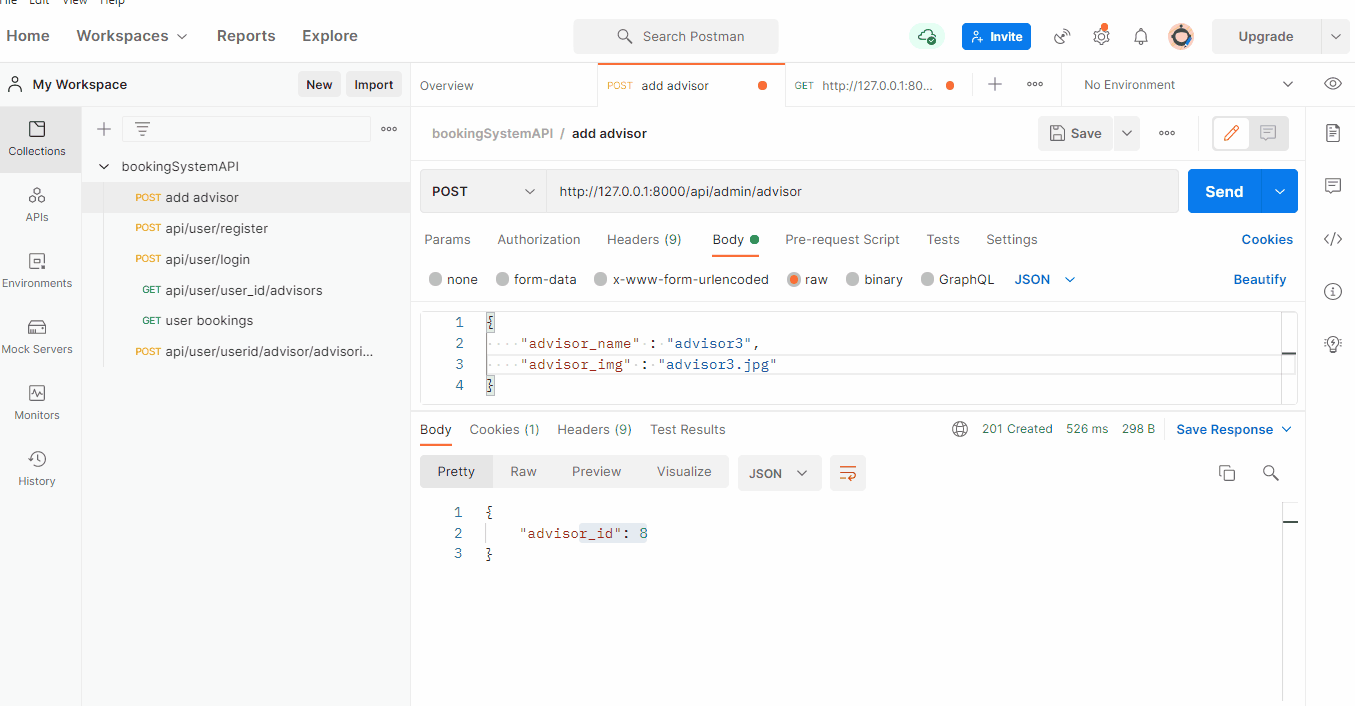 File Edit View Help
Home Workspaces Reports Explore Search Postman Invite Upgrade
My Workspace New Import Overview POST add advisor GET http://127.0.0.1:80... No Environment
Collections
APIs
Environments
Mock Servers
Monitors
History
bookingSystemAPI
POST add advisor
POST api/user/register
POST api/user/login
GET api/user/user_id/advisors
GET user bookings
POST api/user/userid/advisor/advisori...
bookingSystemAPI / add advisor Save
POST http://127.0.0.1:8000/api/admin/advisor Send
Params Authorization Headers (9) Body Pre-request Script Tests Settings Cookies
none form-data x-www-form-urlencoded raw binary GraphQL JSON Beautify
1 {
2 "advisor_name" : "advisor3",
3 "advisor_img" : "advisor3.jpg"
4 }
Body Cookies (1) Headers (9) Test Results 201 Created 526 ms 298 B Save Response
Pretty Raw Preview Visualize JSON
1 {
2 "advisor_id": 8
3 }